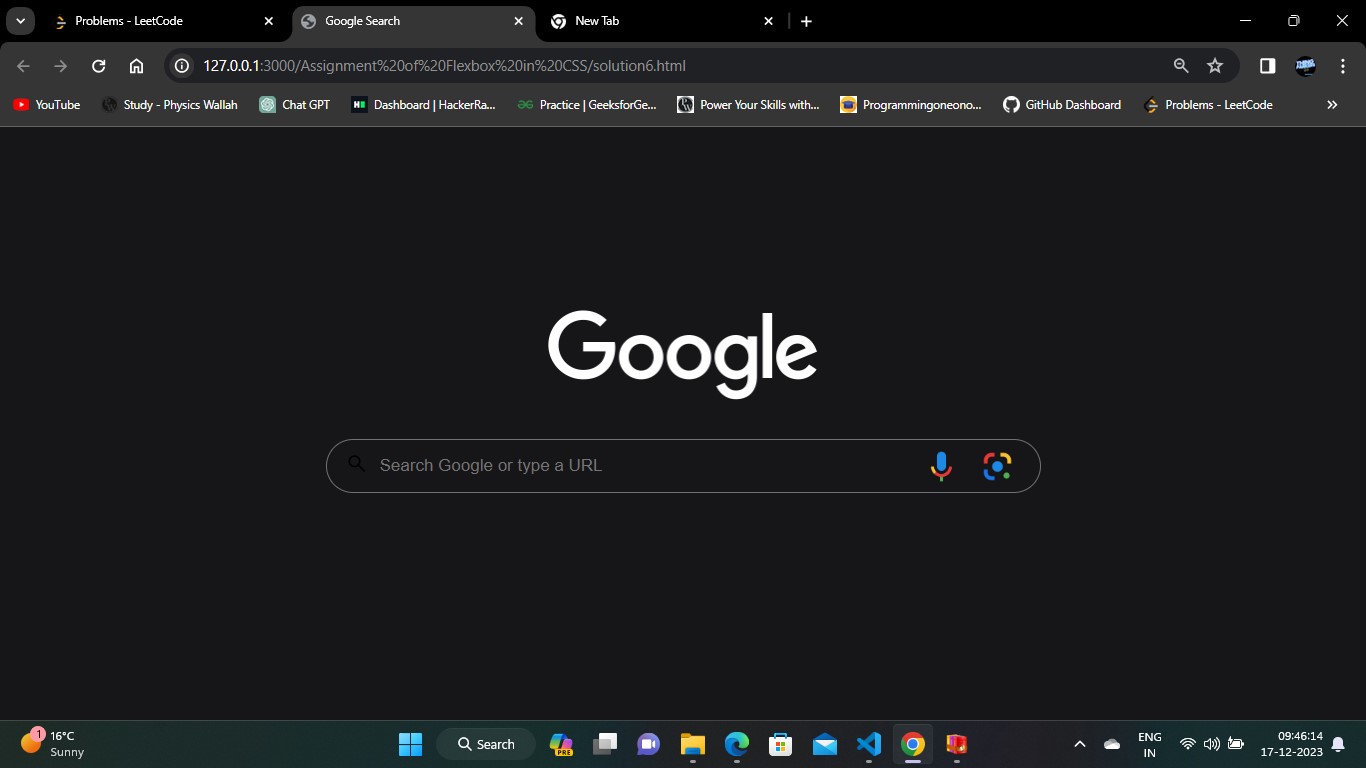 Problems - LeetCode
Google Search
New Tab
127.0.0.1:3000/Assignment%20of%20Flexbox%20in%20CSS/solution6.html
YouTube
Study - Physics Wallah
Chat GPT
Dashboard | HackerRa...
Practice | GeeksforGe...
Power Your Skills with...
Programmingoneono...
GitHub Dashboard
Problems - LeetCode
Google
Search Google or type a URL
1
16°C
Sunny
Search
PRE
ENG
IN
09:46:14
17-12-2023